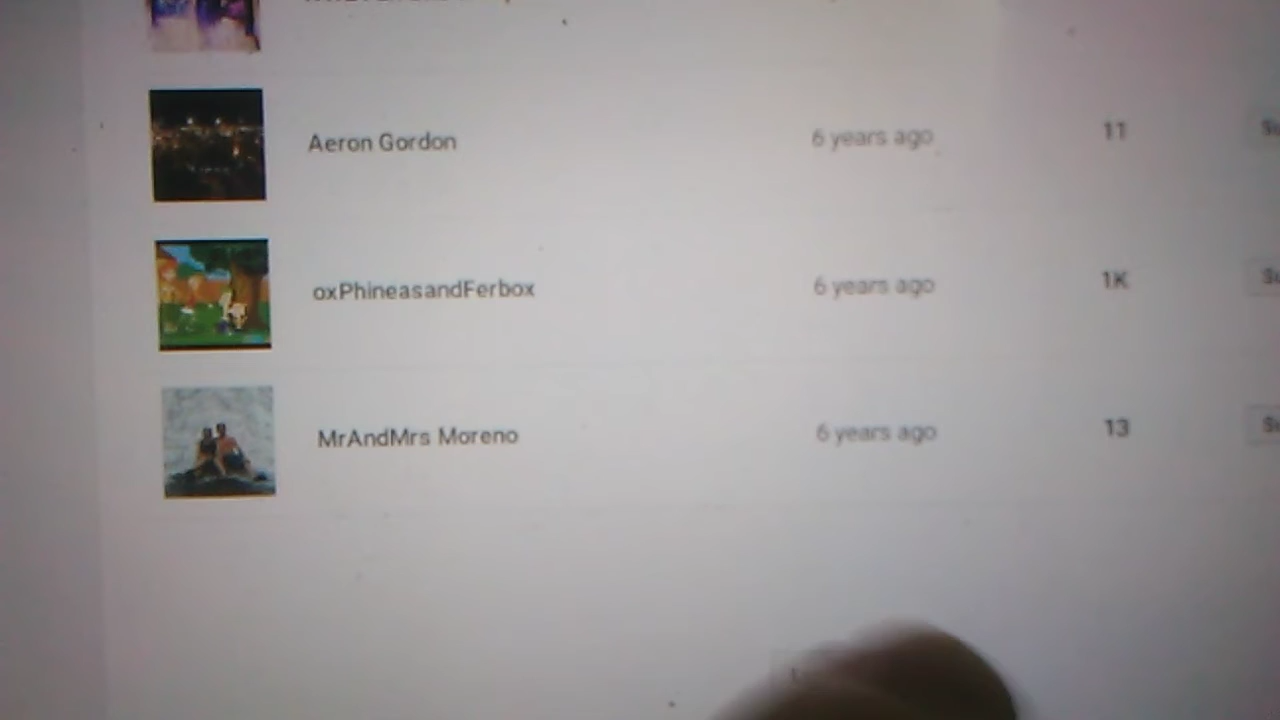 Aeron Gordon 6 years ago 11
oxPhineasandFerbox 6 years ago 1K
MrAndMrs Moreno 6 years ago 13